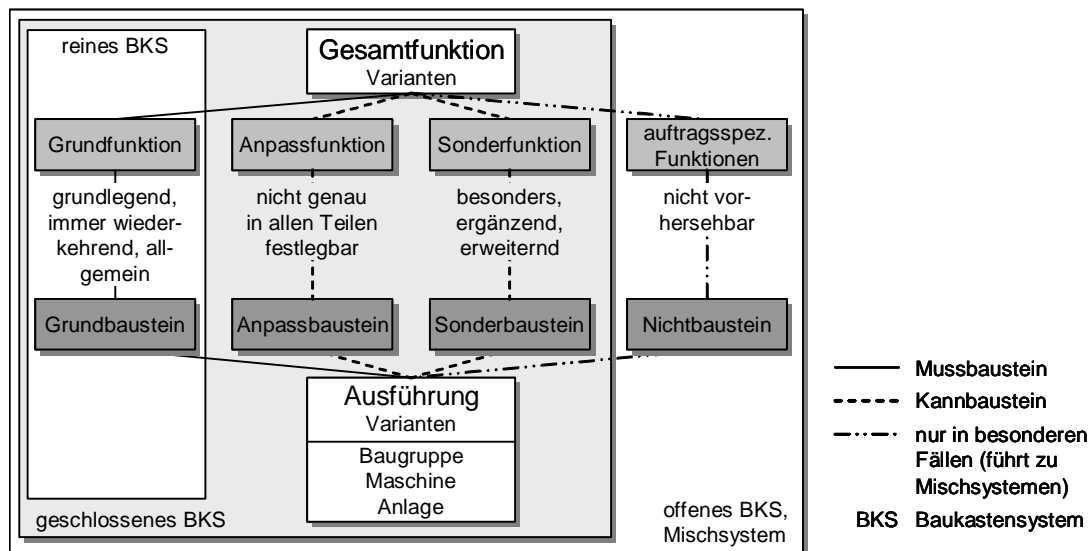 reines BKS
Gesamtfunktion
Varianten
Grundfunktion
Anpassfunktion
Sonderfunktion
auftragsspez.
Funktionen
grundlegend,
immer wieder-
kehrend, all-
gemein
nicht genau
in allen Teilen
festlegbar
besonders,
ergänzend,
erweiternd
nicht vor-
hersehbar
Grundbaustein
Anpassbaustein
Sonderbaustein
Nichtbaustein
Ausführung
Varianten
Baugruppe
Maschine
Anlage
geschlossenes BKS
offenes BKS,
Mischsystem
Mussbaustein
Kannbaustein
nur in besonderen
Fällen (führt zu
Mischsystemen)
BKS Baukastensystem